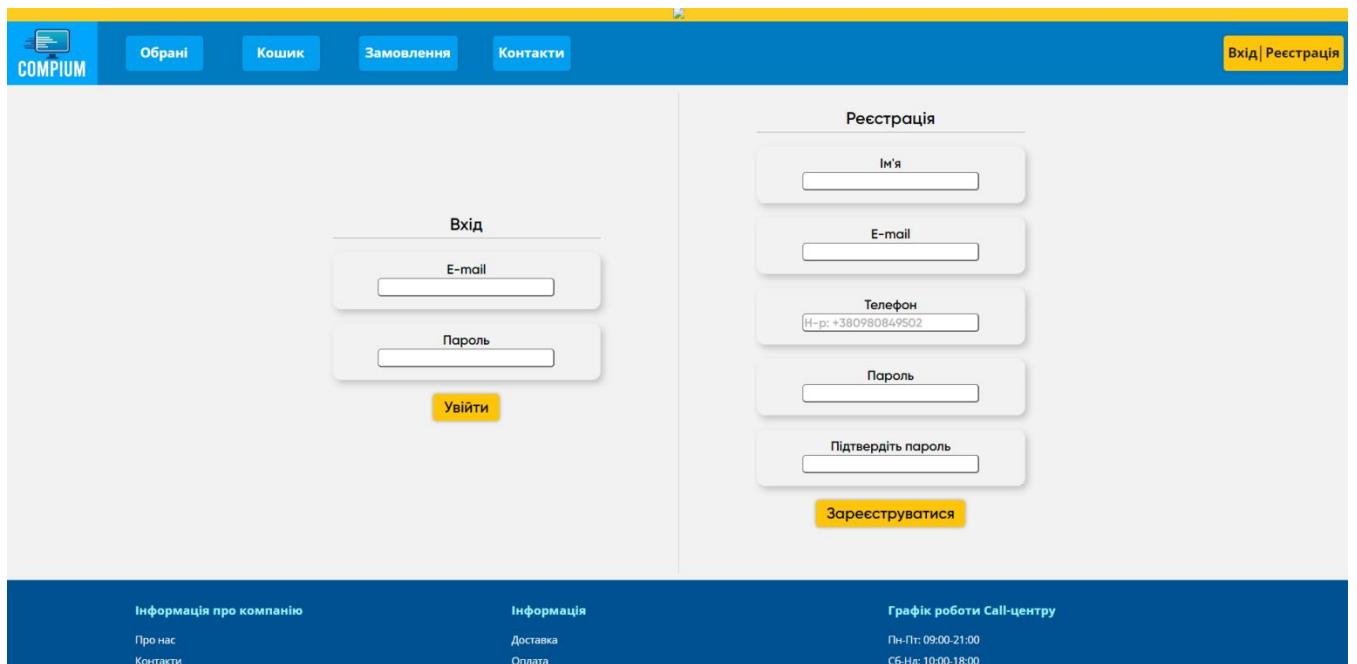 COMPIUM
Обрані
Кошик
Замовлення
Контакти
Вхід|Реєстрація
Вхід
E-mail
Пароль
Увійти
Реєстрація
Ім'я
E-mail
Телефон
Н-р: +380980849502
Пароль
Підтвердіть пароль
Зареєструватися
Інформація про компанію
Про нас
Контакти
Інформація
Доставка
Оплата
Графік роботи Call-центру
Пн-Пт: 09:00-21:00
Сб-Нд: 10:00-18:00